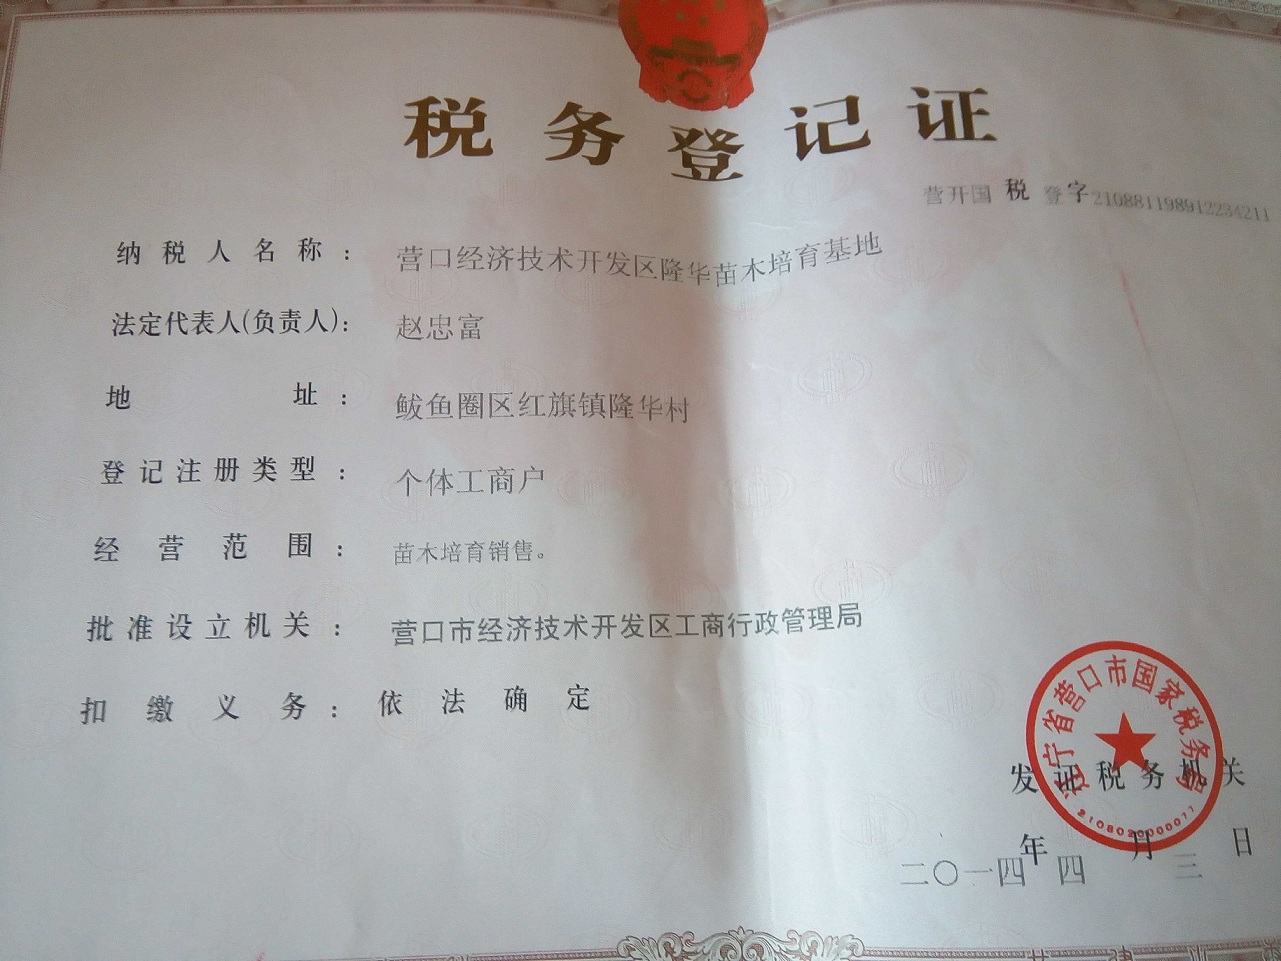 税务登记证
营开国税登字210881198912234211
纳税人名称：营口经济技术开发区隆华苗木培育基地
法定代表人(负责人)：赵忠富
地址：鲅鱼圈区红旗镇隆华村
登记注册类型：个体工商户
经营范围：苗木培育销售。
批准设立机关：营口市经济技术开发区工商行政管理局
扣缴义务：依法确定
辽宁省营口市国家税务局
发证税务机关
2108020000077
年月日
二〇一四四三